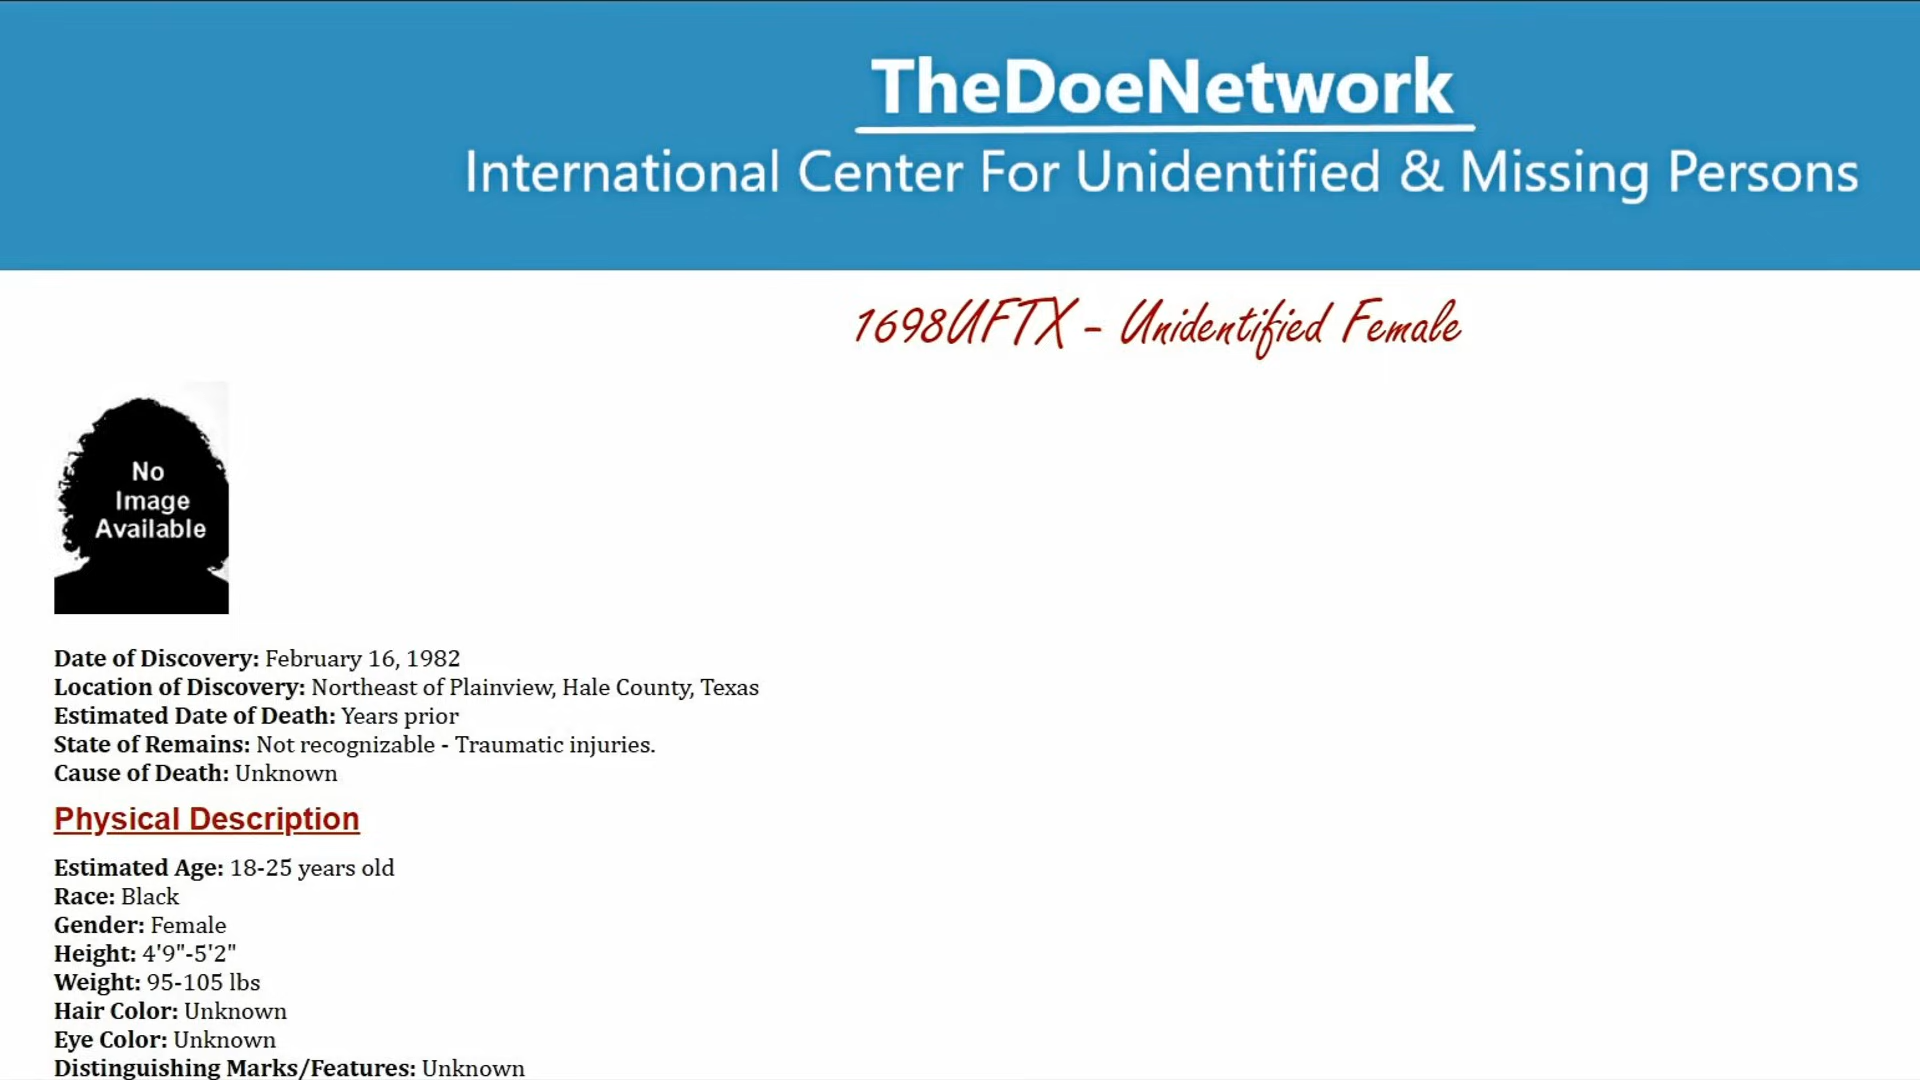 TheDoeNetwork
International Center For Unidentified & Missing Persons
1698UFTX - Unidentified Female
No
Image
Available
Date of Discovery: February 16, 1982
Location of Discovery: Northeast of Plainview, Hale County, Texas
Estimated Date of Death: Years prior
State of Remains: Not recognizable - Traumatic injuries.
Cause of Death: Unknown
Physical Description
Estimated Age: 18-25 years old
Race: Black
Gender: Female
Height: 4'9"-5'2"
Weight: 95-105 lbs
Hair Color: Unknown
Eye Color: Unknown
Distinguishing Marks/Features: Unknown